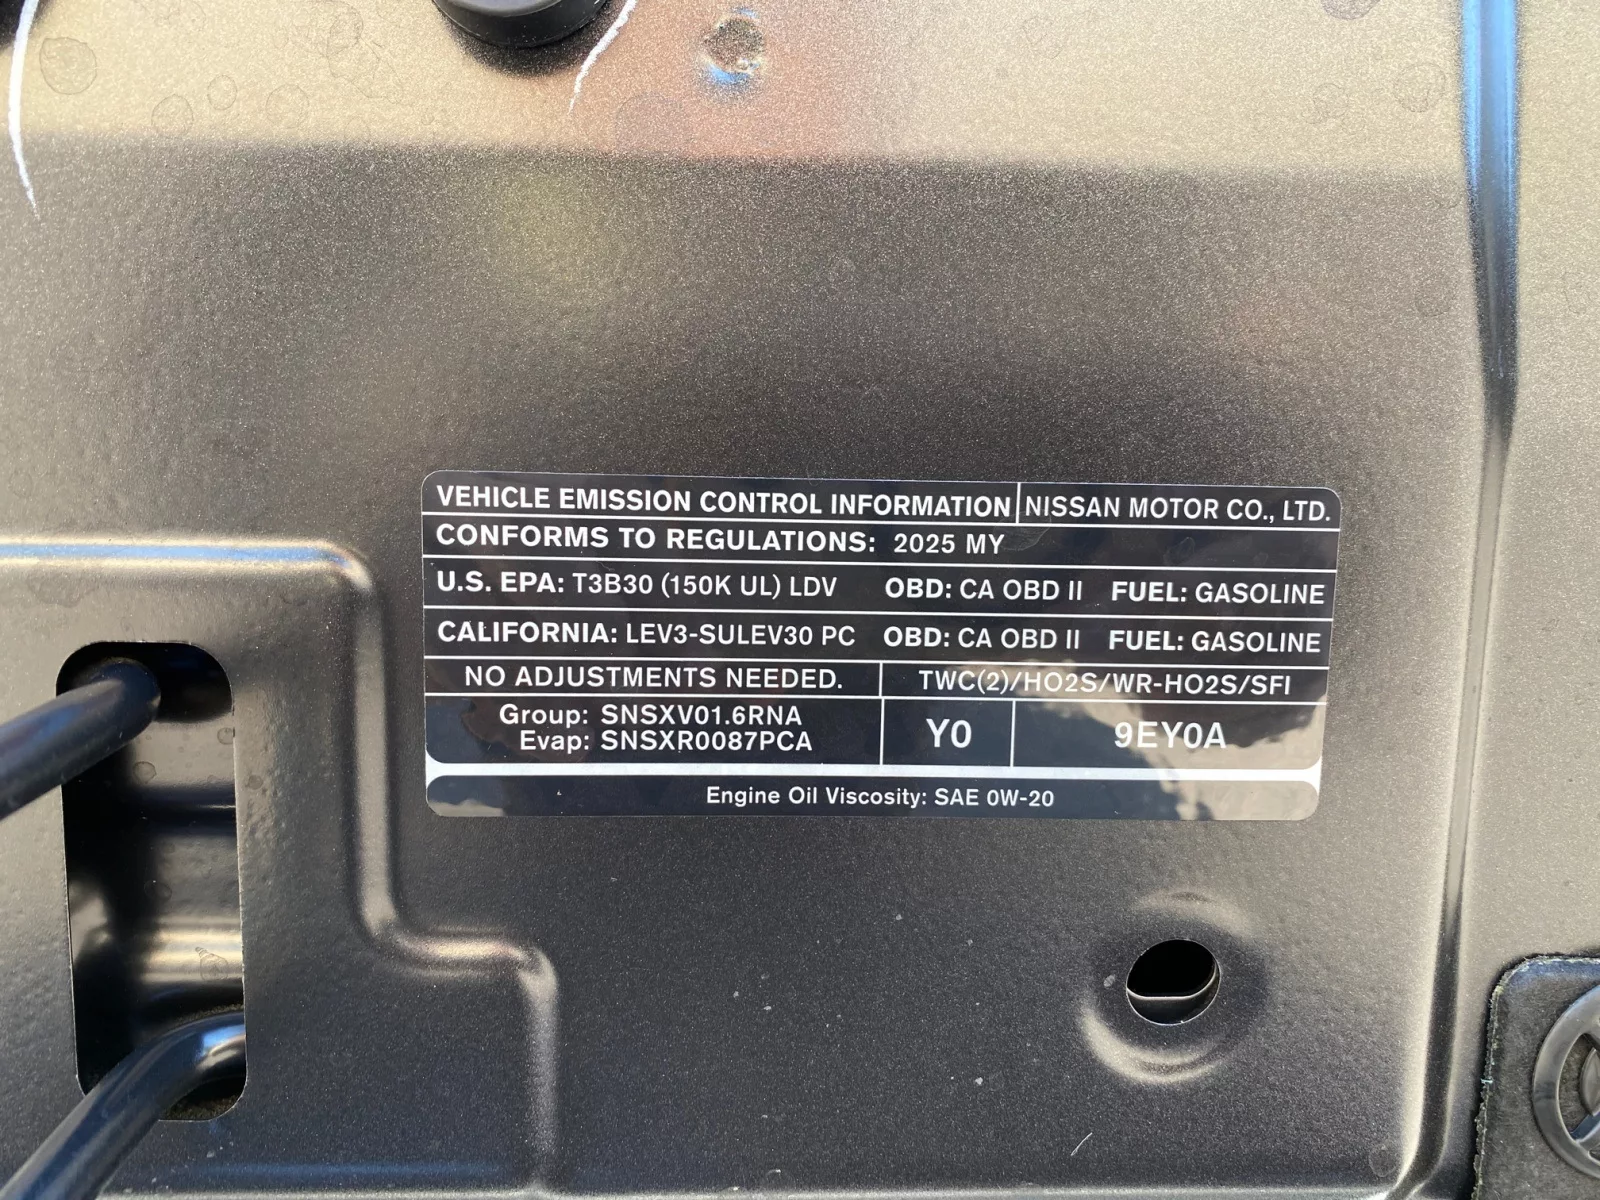 VEHICLE EMISSION CONTROL INFORMATION NISSAN MOTOR CO., LTD.
CONFORMS TO REGULATIONS: 2025 MY
U.S. EPA: T3B30 (150K UL) LDV OBD: CA OBD II FUEL: GASOLINE
CALIFORNIA: LEV3-SULEV30 PC OBD: CA OBD II FUEL: GASOLINE
NO ADJUSTMENTS NEEDED. TWC(2)/HO2S/WR-HO2S/SFI
Group: SNSXV01.6RNA
Evap: SNSXR0087PCA
Y0 9EY0A
Engine Oil Viscosity: SAE 0W-20